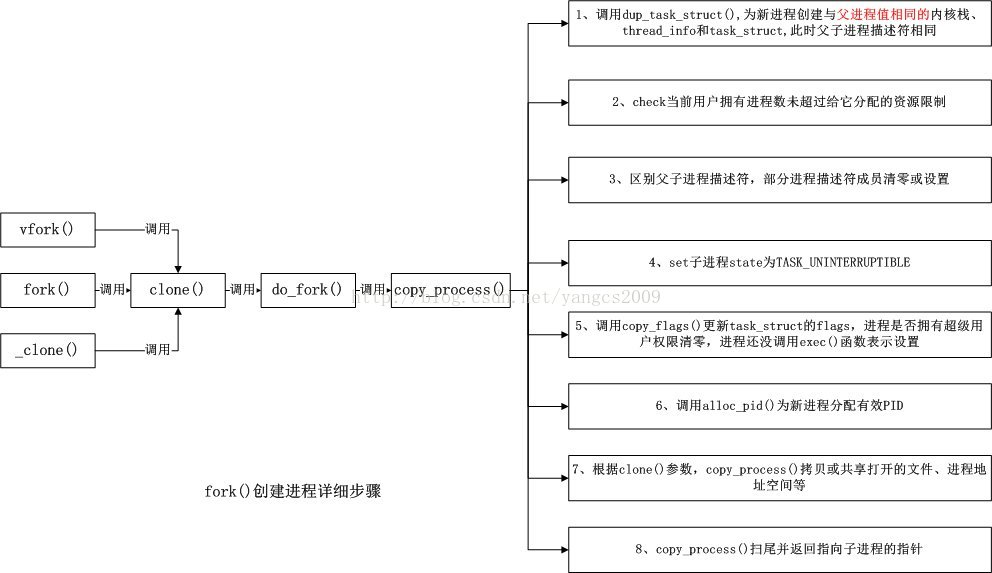 1、调用dup_task_struct(),为新进程创建与父进程值相同的内核栈、
thread_info和task_struct,此时父子进程描述符相同
2、check当前用户拥有进程数未超过给它分配的资源限制
3、区别父子进程描述符，部分进程描述符成员清零或设置
vfork()
调用
4、set子进程state为TASK_UNINTERRUPTIBLE
fork()
调用
clone()
调用
do_fork()
调用
copy_process()
http://blog.csdn.net/yangcs2009
5、调用copy_flags()更新task_struct的flags，进程是否拥有超级用
户权限清零，进程还没调用exec()函数表示设置
_clone()
调用
6、调用alloc_pid()为新进程分配有效PID
7、根据clone()参数，copy_process()拷贝或共享打开的文件、进程地
址空间等
fork()创建进程详细步骤
8、copy_process()扫尾并返回指向子进程的指针